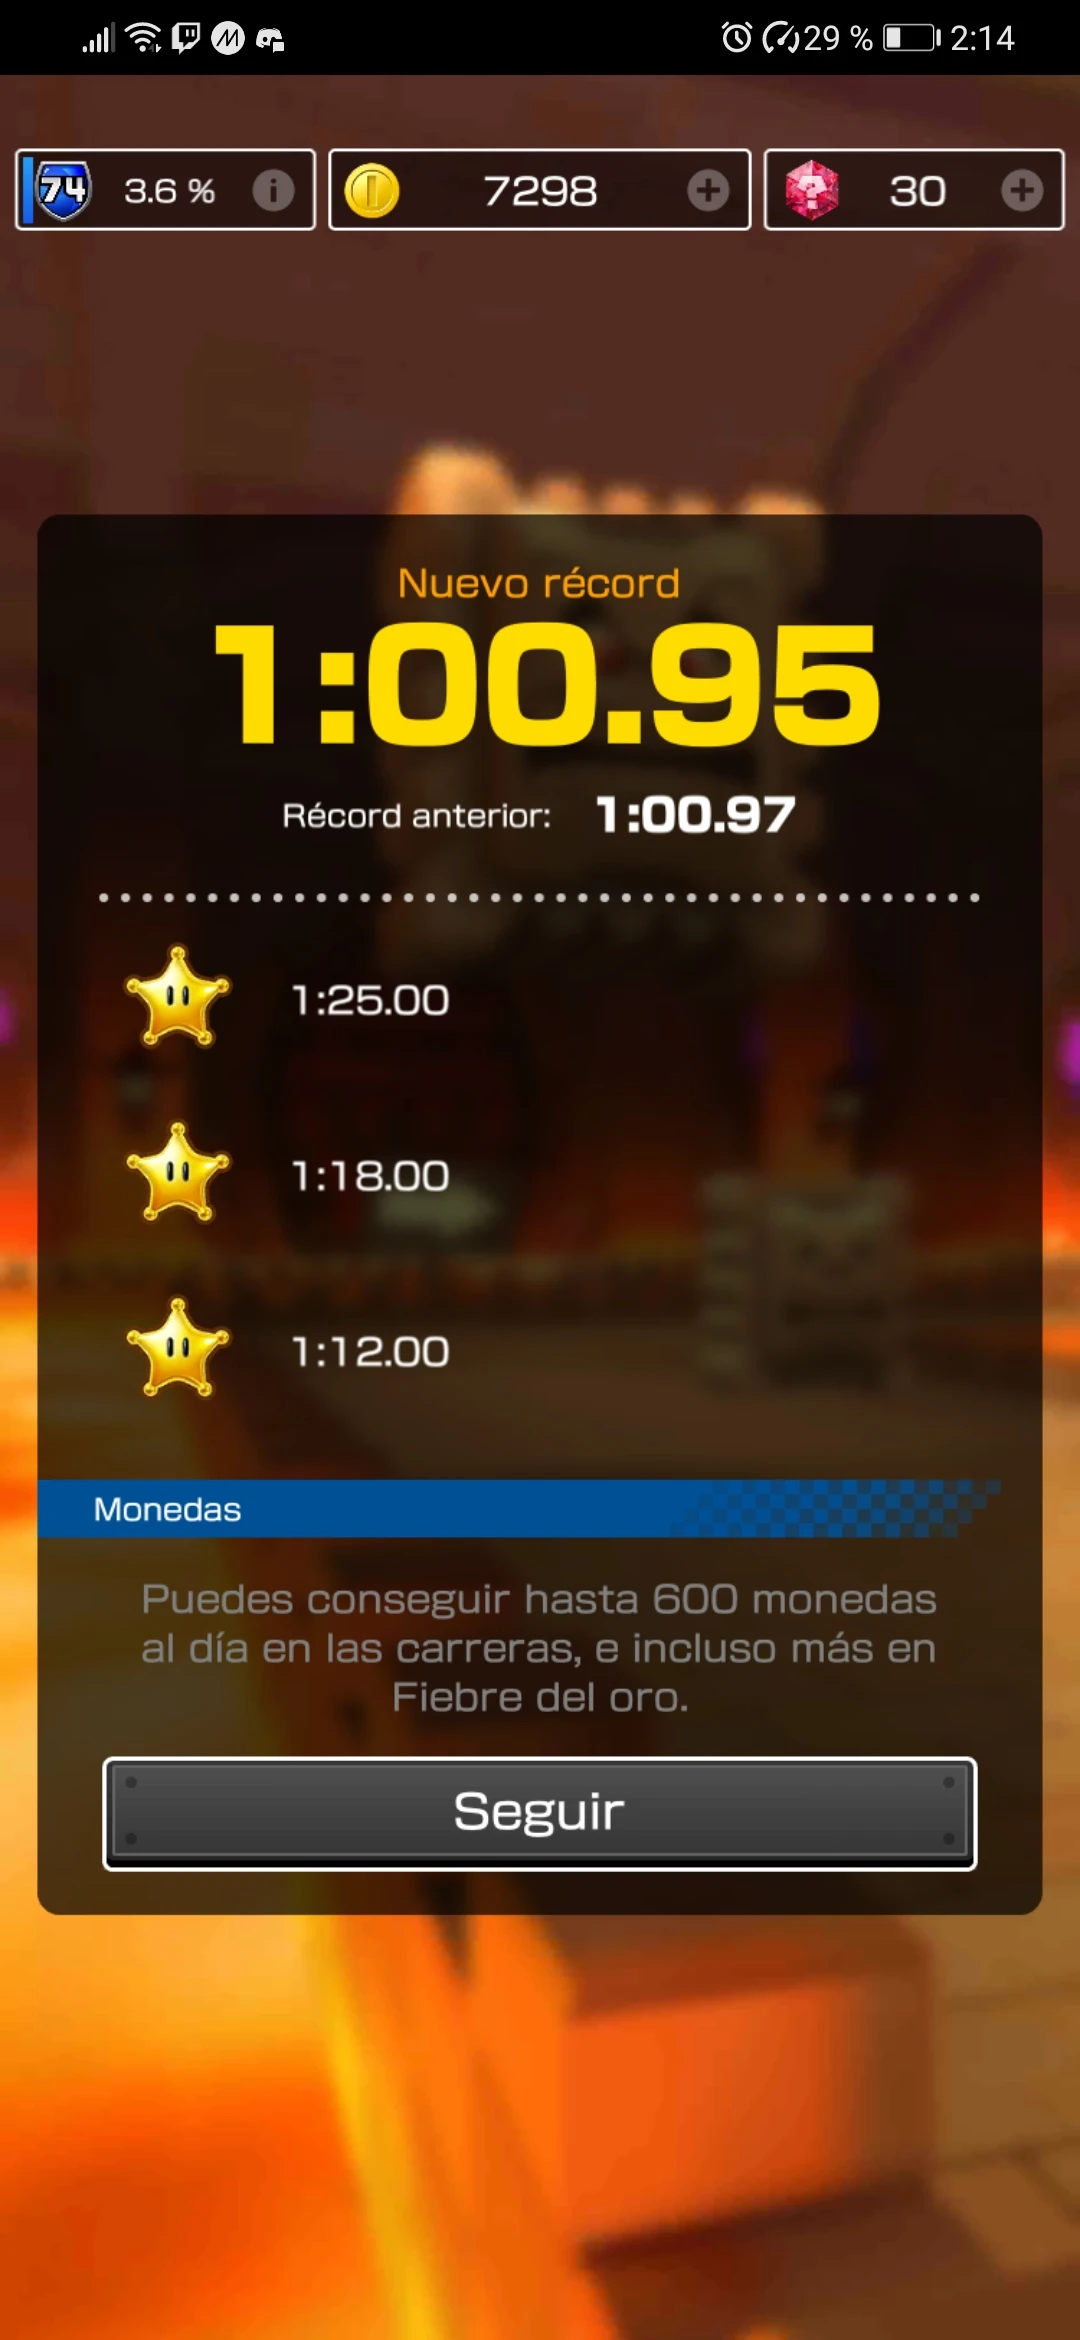 29 % 2:14
74 3.6 % i 7298 + 30 +
Nuevo récord
1:00.95
Récord anterior: 1:00.97
1:25.00
1:18.00
1:12.00
Monedas
Puedes conseguir hasta 600 monedas
al día en las carreras, e incluso más en
Fiebre del oro.
Seguir